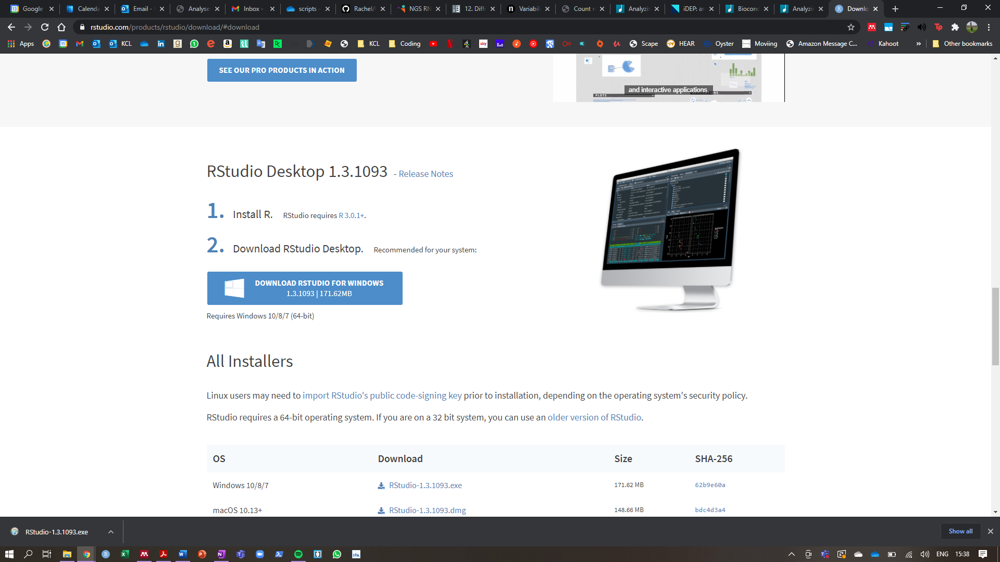 Google
Calenda
Email -
Analyse
Inbox -
scripts -
Rachel/
NGS RN
12. Diff
Variabil
Count n
Analyzin
iDEP: an
Biocond
Analyzin
Downlo
rstudio.com/products/rstudio/download/#download
Apps
KCL
KCL
Coding
Scape
HEAR
Oyster
Moviing
Amazon Message C...
Kahoot
»
Other bookmarks
SEE OUR PRO PRODUCTS IN ACTION
and interactive applications.
PLOTS
RStudio Desktop 1.3.1093 - Release Notes
1. Install R. RStudio requires R 3.0.1+.
2. Download RStudio Desktop. Recommended for your system:
DOWNLOAD RSTUDIO FOR WINDOWS
1.3.1093 | 171.62MB
Requires Windows 10/8/7 (64-bit)
All Installers
Linux users may need to import RStudio's public code-signing key prior to installation, depending on the operating system's security policy.
RStudio requires a 64-bit operating system. If you are on a 32 bit system, you can use an older version of RStudio.
OS Download Size SHA-256
Windows 10/8/7 RStudio-1.3.1093.exe 171.62 MB 62b9e60a
macOS 10.13+ RStudio-1.3.1093.dmg 148.66 MB bdc4d3a4
RStudio-1.3.1093.exe
Show all
ENG 15:38